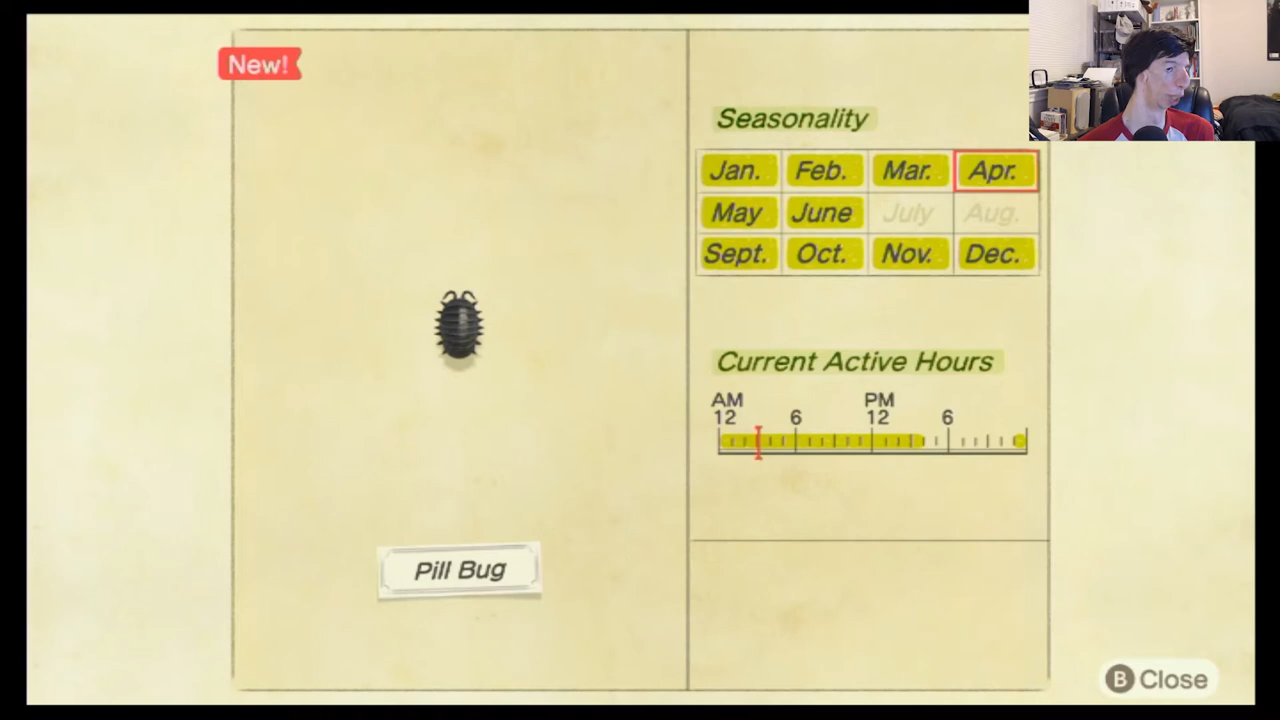 New!
Seasonality
Jan. Feb. Mar. Apr.
May June July Aug.
Sept. Oct. Nov. Dec.
Current Active Hours
AM PM
12 6 12 6
Pill Bug
B Close